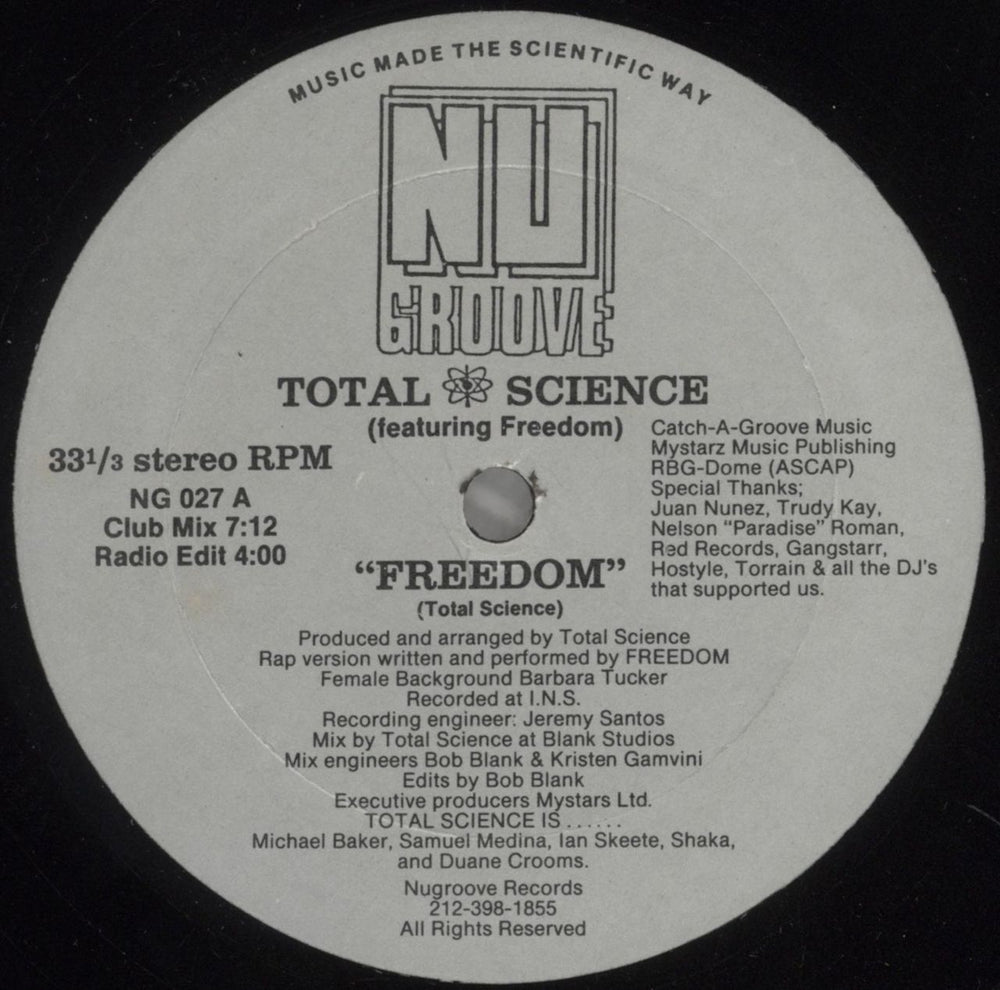 MUSIC MADE THE SCIENTIFIC WAY
NU
GROOVE
TOTAL SCIENCE
(featuring Freedom)
33 1/3 stereo RPM
NG 027 A
Club Mix 7:12
Radio Edit 4:00
Catch-A-Groove Music
Mystarz Music Publishing
RBG-Dome (ASCAP)
Special Thanks;
Juan Nunez, Trudy Kay,
Nelson "Paradise" Roman,
Red Records, Gangstarr,
Hostyle, Torrain & all the DJ's
that supported us.
"FREEDOM"
(Total Science)
Produced and arranged by Total Science
Rap version written and performed by FREEDOM
Female Background Barbara Tucker
Recorded at I.N.S.
Recording engineer: Jeremy Santos
Mix by Total Science at Blank Studios
Mix engineers Bob Blank & Kristen Gamvini
Edits by Bob Blank
Executive producers Mystars Ltd.
TOTAL SCIENCE IS......
Michael Baker, Samuel Medina, Ian Skeete, Shaka,
and Duane Crooms.
Nugroove Records
212-398-1855
All Rights Reserved